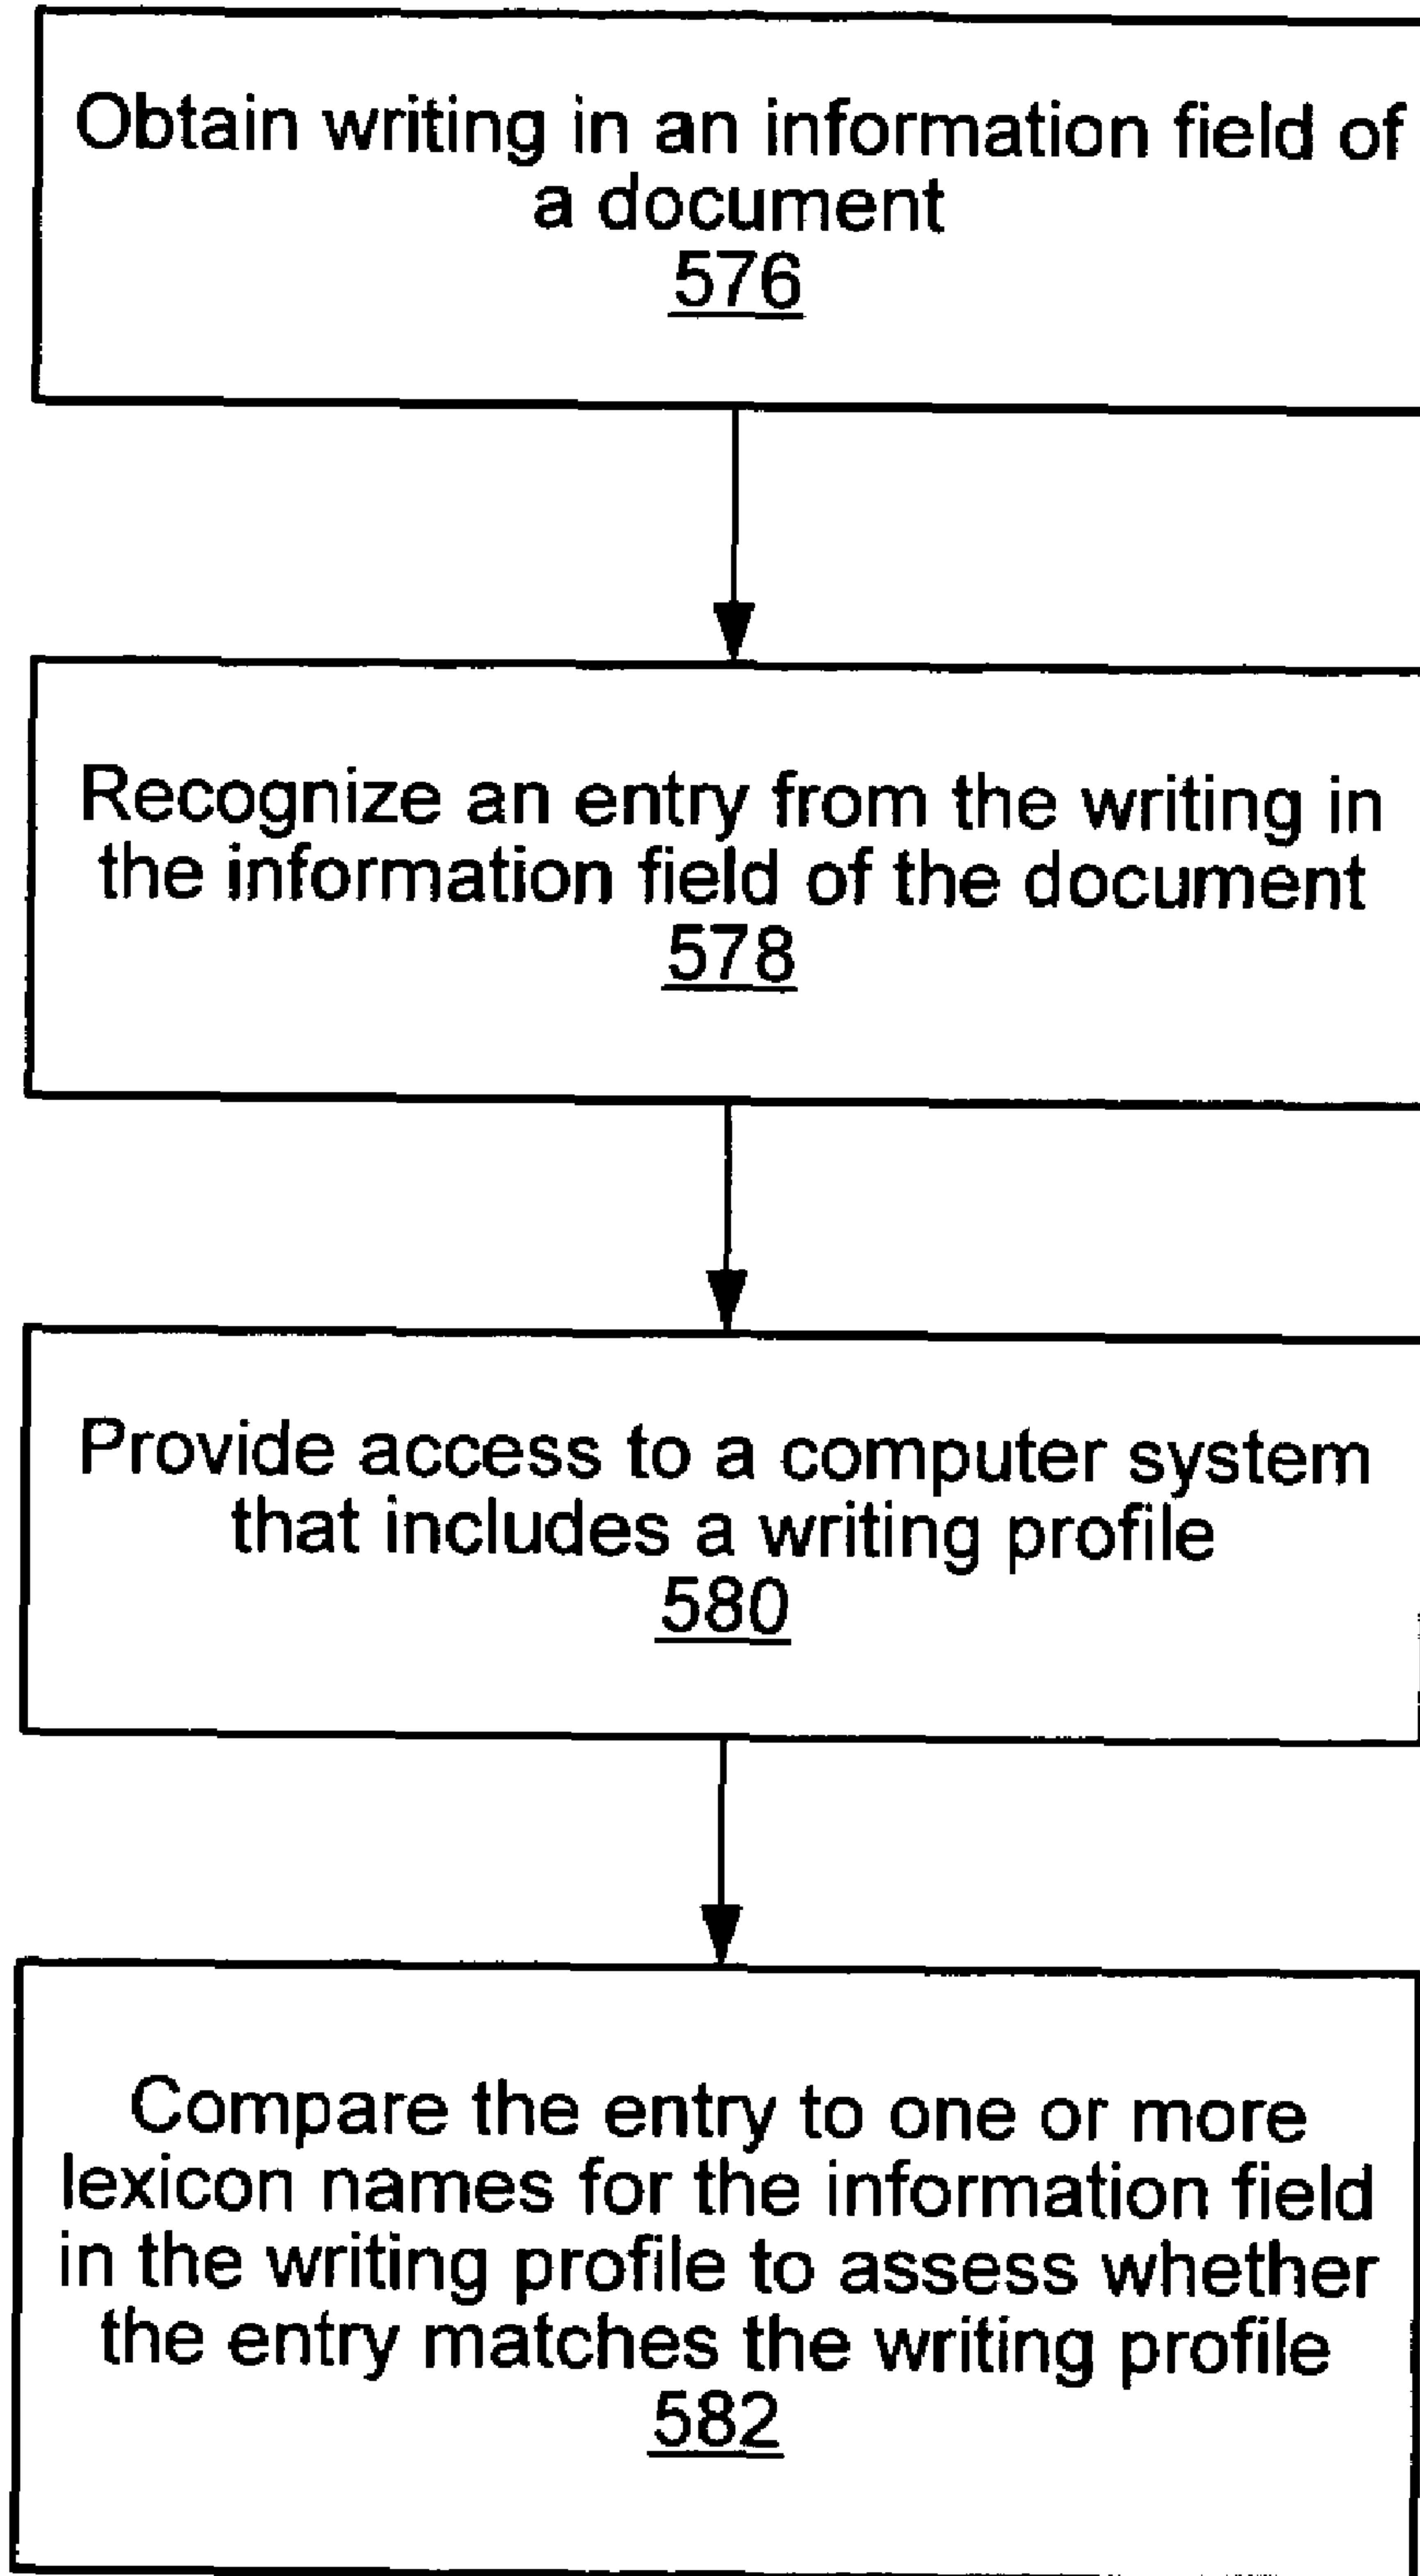 Obtain writing in an information field of
a document
576
Recognize an entry from the writing in
the information field of the document
578
Provide access to a computer system
that includes a writing profile
580
Compare the entry to one or more
lexicon names for the information field
in the writing profile to assess whether
the entry matches the writing profile
582